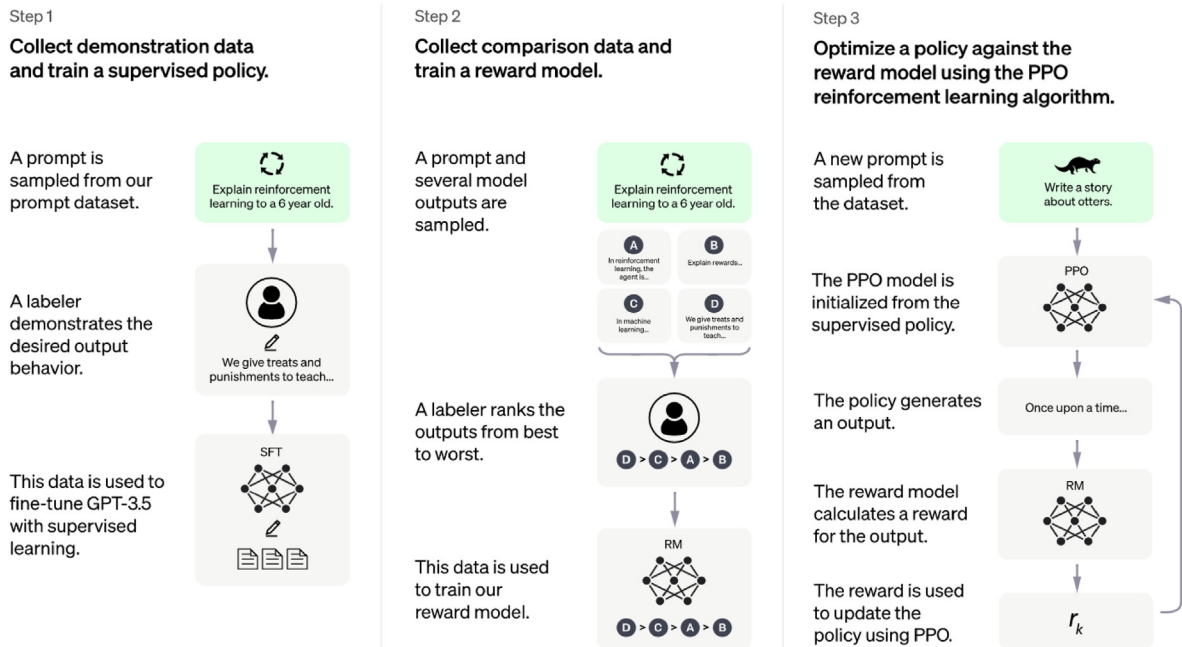 Step 1
Collect demonstration data
and train a supervised policy.
A prompt is
sampled from our
prompt dataset.
Explain reinforcement
learning to a 6 year old.
A labeler
demonstrates the
desired output
behavior.
We give treats and
punishments to teach...
This data is used to
fine-tune GPT-3.5
with supervised
learning.
SFT
Step 2
Collect comparison data and
train a reward model.
A prompt and
several model
outputs are
sampled.
Explain reinforcement
learning to a 6 year old.
A
In reinforcement
learning, the
agent is...
B
Explain rewards...
C
In machine
learning...
D
We give treats and
punishments to
teach...
A labeler ranks the
outputs from best
to worst.
D > C > A > B
This data is used
to train our
reward model.
RM
D > C > A > B
Step 3
Optimize a policy against the
reward model using the PPO
reinforcement learning algorithm.
A new prompt is
sampled from
the dataset.
Write a story
about otters.
The PPO model is
initialized from the
supervised policy.
PPO
The policy generates
an output.
Once upon a time...
The reward model
calculates a reward
for the output.
RM
The reward is used
to update the
policy using PPO.
rk